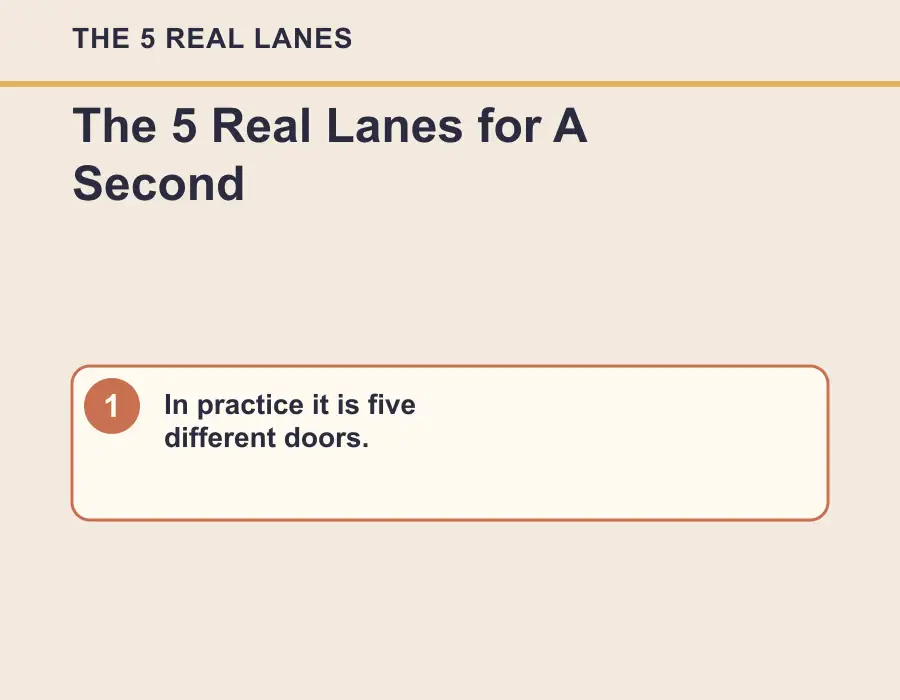 THE 5 REAL LANES
The 5 Real Lanes for A
Second
1
In practice it is five
different doors.